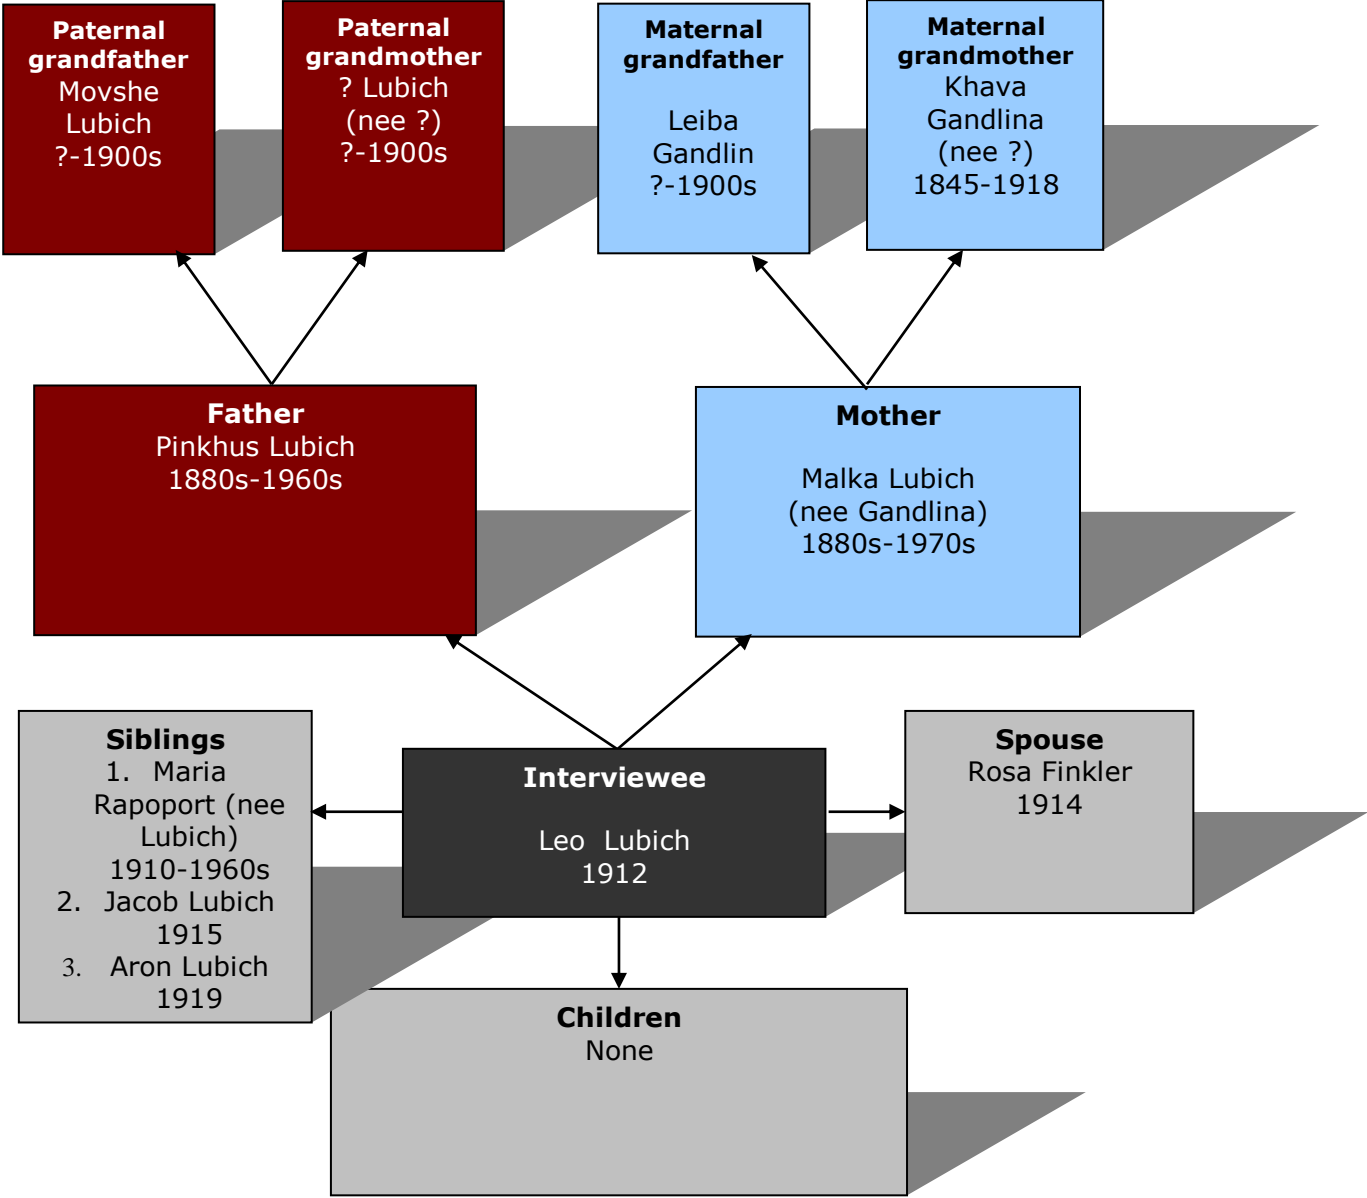 Paternal
grandfather
Movshe
Lubich
?-1900s
Paternal
grandmother
? Lubich
(nee ?)
?-1900s
Maternal
grandfather
Leiba
Gandlin
?-1900s
Maternal
grandmother
Khava
Gandlina
(nee ?)
1845-1918
Father
Pinkhus Lubich
1880s-1960s
Mother
Malka Lubich
(nee Gandlina)
1880s-1970s
Siblings
1. Maria
Rapoport (nee
Lubich)
1910-1960s
2. Jacob Lubich
1915
3. Aron Lubich
1919
Interviewee
Leo Lubich
1912
Spouse
Rosa Finkler
1914
Children
None